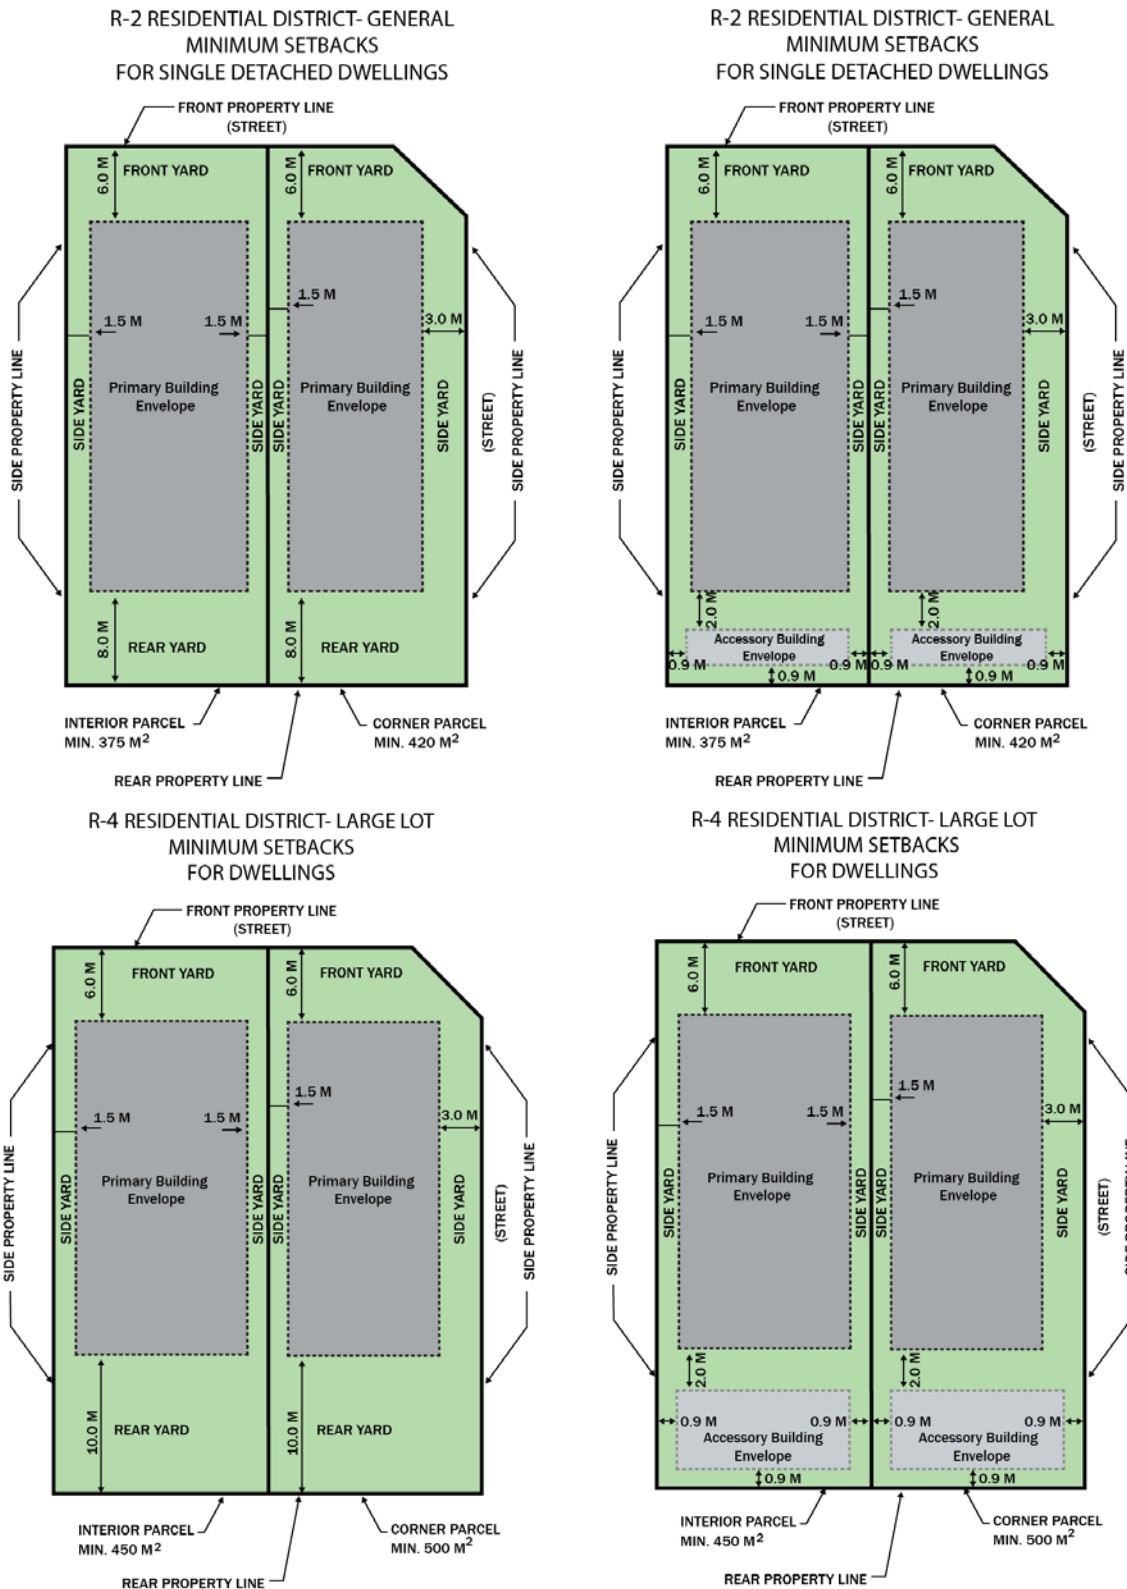 R-2 RESIDENTIAL DISTRICT- GENERAL
MINIMUM SETBACKS
FOR SINGLE DETACHED DWELLINGS
FRONT PROPERTY LINE
(STREET)
6.0 M
FRONT YARD
6.0 M
FRONT YARD
1.5 M
1.5 M
1.5 M
3.0 M
Primary Building
Envelope
Primary Building
Envelope
SIDE PROPERTY LINE
SIDE YARD
SIDE YARD
SIDE YARD
SIDE YARD
(STREET)
SIDE PROPERTY LINE
8.0 M
REAR YARD
8.0 M
REAR YARD
INTERIOR PARCEL
MIN. 375 M²
CORNER PARCEL
MIN. 420 M²
REAR PROPERTY LINE
R-2 RESIDENTIAL DISTRICT- GENERAL
MINIMUM SETBACKS
FOR SINGLE DETACHED DWELLINGS
FRONT PROPERTY LINE
(STREET)
6.0 M
FRONT YARD
6.0 M
FRONT YARD
1.5 M
1.5 M
1.5 M
3.0 M
Primary Building
Envelope
Primary Building
Envelope
SIDE PROPERTY LINE
SIDE YARD
SIDE YARD
SIDE YARD
SIDE YARD
(STREET)
SIDE PROPERTY LINE
2.0 M
2.0 M
Accessory Building
Envelope
Accessory Building
Envelope
0.9 M
0.9 M
0.9 M
0.9 M
0.9 M
0.9 M
INTERIOR PARCEL
MIN. 375 M²
CORNER PARCEL
MIN. 420 M²
REAR PROPERTY LINE
R-4 RESIDENTIAL DISTRICT- LARGE LOT
MINIMUM SETBACKS
FOR DWELLINGS
FRONT PROPERTY LINE
(STREET)
6.0 M
FRONT YARD
6.0 M
FRONT YARD
1.5 M
1.5 M
1.5 M
3.0 M
Primary Building
Envelope
Primary Building
Envelope
SIDE PROPERTY LINE
SIDE YARD
SIDE YARD
SIDE YARD
SIDE YARD
(STREET)
SIDE PROPERTY LINE
10.0 M
REAR YARD
10.0 M
REAR YARD
INTERIOR PARCEL
MIN. 450 M²
CORNER PARCEL
MIN. 500 M²
REAR PROPERTY LINE
R-4 RESIDENTIAL DISTRICT- LARGE LOT
MINIMUM SETBACKS
FOR DWELLINGS
FRONT PROPERTY LINE
(STREET)
6.0 M
FRONT YARD
6.0 M
FRONT YARD
1.5 M
1.5 M
1.5 M
3.0 M
Primary Building
Envelope
Primary Building
Envelope
SIDE PROPERTY LINE
SIDE YARD
SIDE YARD
SIDE YARD
SIDE YARD
(STREET)
SIDE PROPERTY LINE
2.0 M
2.0 M
0.9 M
0.9 M
0.9 M
0.9 M
Accessory Building
Envelope
Accessory Building
Envelope
0.9 M
0.9 M
INTERIOR PARCEL
MIN. 450 M²
CORNER PARCEL
MIN. 500 M²
REAR PROPERTY LINE